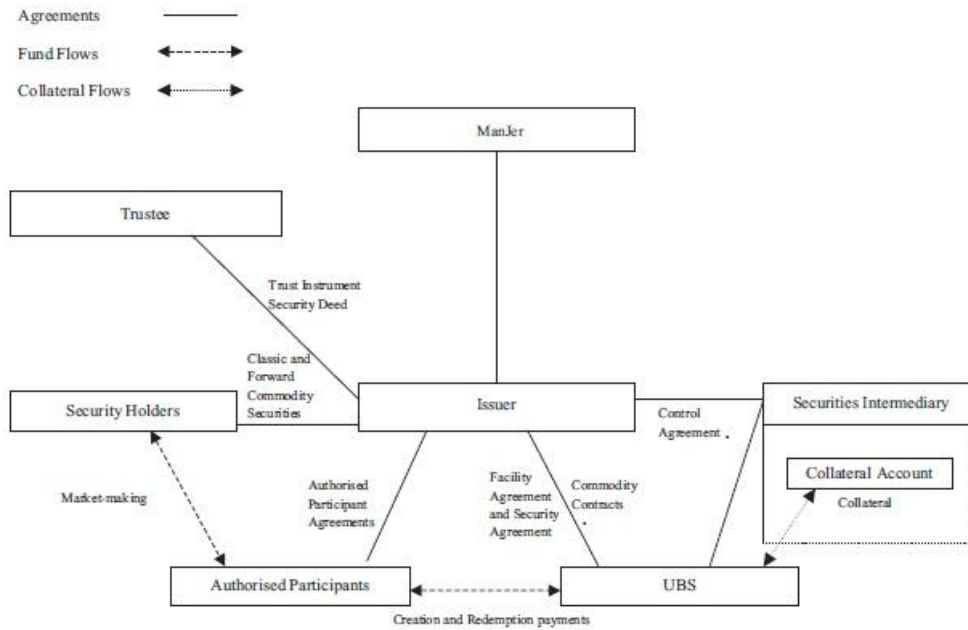 Agreements
Fund Flows
Collateral Flows
ManJer
Trustee
Trust Instrument
Security Deed
Classic and
Forward
Commodity
Securities
Security Holders
Issuer
Securities Intermediary
Control
Agreement .
Collateral Account
Collateral
Market-making
Authorised
Participant
Agreements
Facility
Agreement
and Security
Agreement
Commodity
Contracts .
Authorised Participants
UBS
Creation and Redemption payments